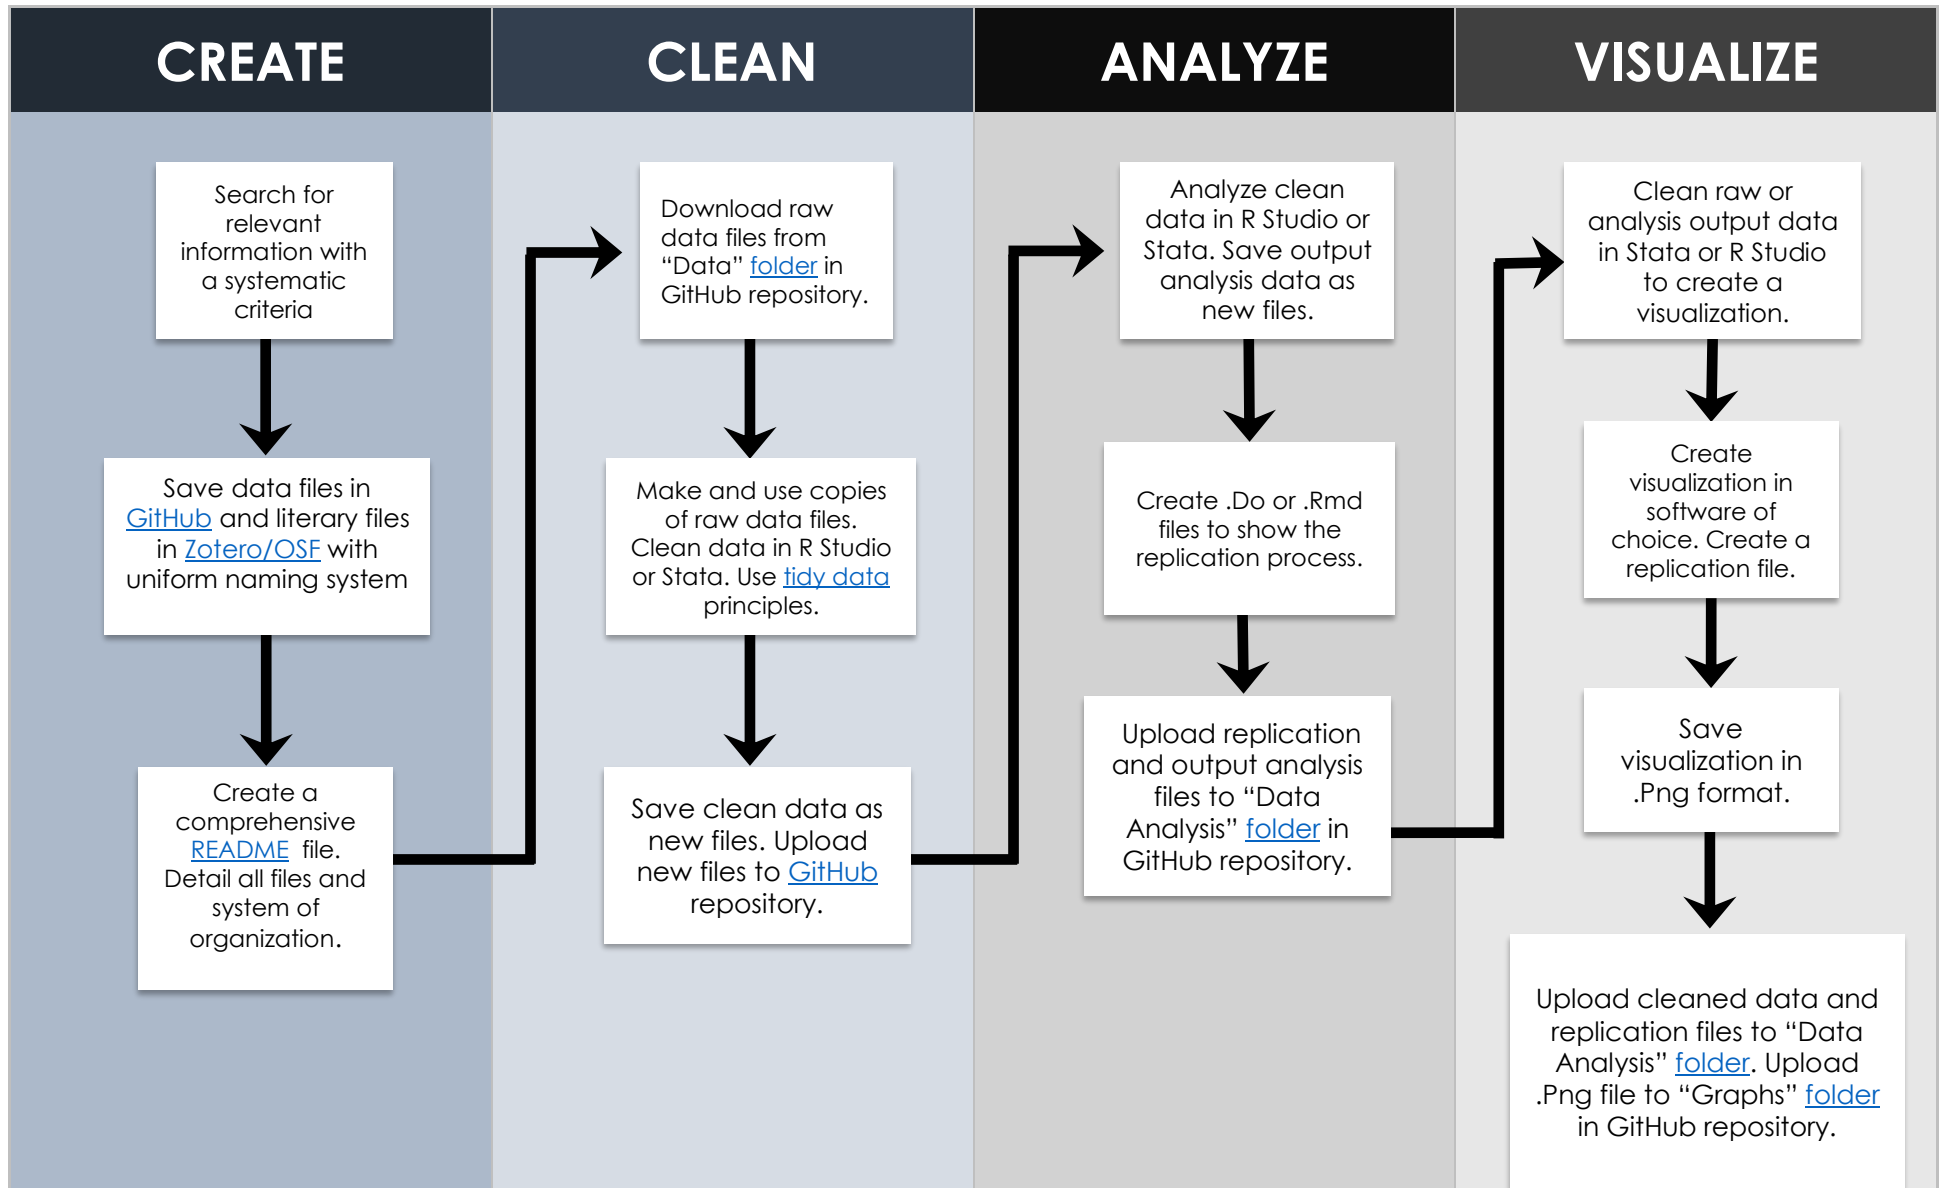 CREATE
Search for
relevant
information with
a systematic
criteria
Save data files in
GitHub and literary files
in Zotero/OSF with
uniform naming system
Create a
comprehensive
README file.
Detail all files and
system of
organization.
CLEAN
Download raw
data files from
“Data” folder in
GitHub repository.
Make and use copies
of raw data files.
Clean data in R Studio
or Stata. Use tidy data
principles.
Save clean data as
new files. Upload
new files to GitHub
repository.
ANALYZE
Analyze clean
data in R Studio or
Stata. Save output
analysis data as
new files.
Create .Do or .Rmd
files to show the
replication process.
Upload replication
and output analysis
files to “Data
Analysis” folder in
GitHub repository.
VISUALIZE
Clean raw or
analysis output data
in Stata or R Studio
to create a
visualization.
Create
visualization in
software of
choice. Create a
replication file.
Save
visualization in
.Png format.
Upload cleaned data and
replication files to “Data
Analysis” folder. Upload
.Png file to “Graphs” folder
in GitHub repository.